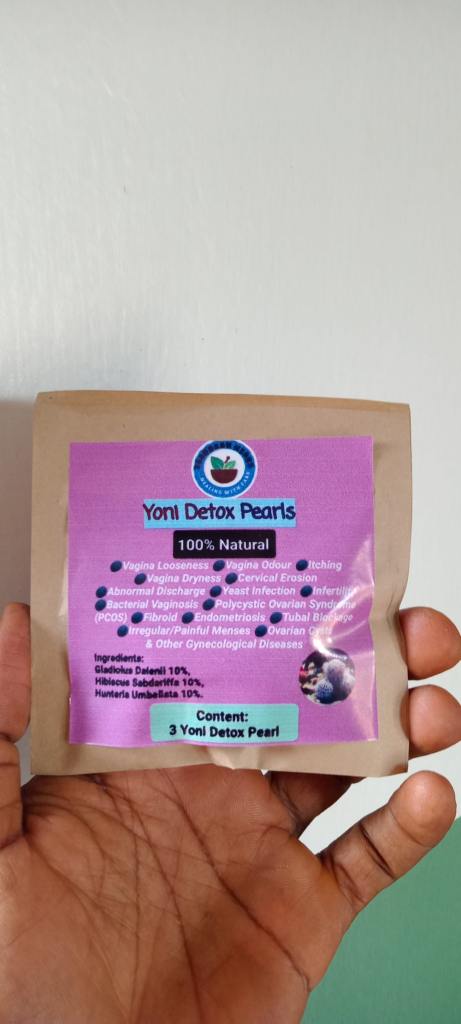 HEALING WITH CARE
Yoni Detox Pearls
100% Natural
Vagina Looseness Vagina Odour Itching
Vagina Dryness Cervical Erosion
Abnormal Discharge Yeast Infection Infertility
Bacterial Vaginosis Polycystic Ovarian Syndrome
(PCOS) Fibroid Endometriosis Tubal Blockage
Irregular/Painful Menses Ovarian Cysts
& Other Gynecological Diseases
Ingredients:
Gladiolus Dalenii 10%,
Hibiscus Sabdariffa 10%,
Hunteria Umbellata 10%.
Content:
3 Yoni Detox Pearl